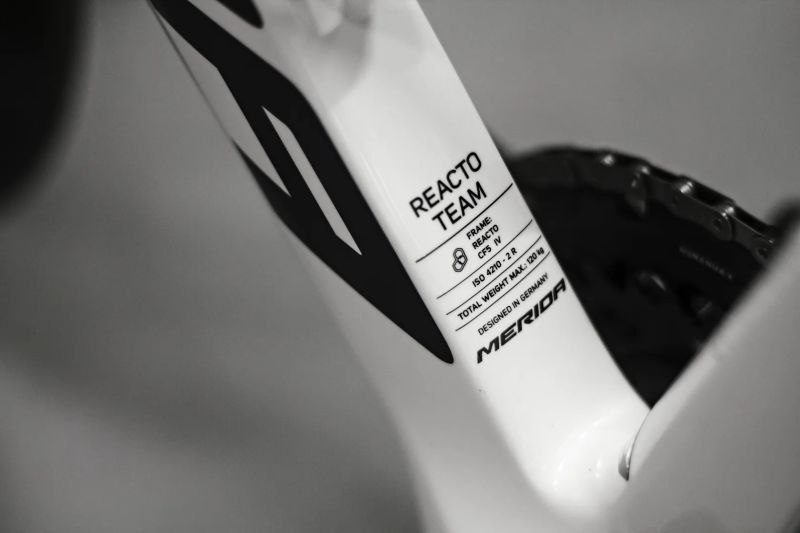 REACTO
TEAM
FRAME:
REACTO
CF5 IV
ISO 4210 - 2 R
TOTAL WEIGHT MAX.: 120 kg
DESIGNED IN GERMANY
MERIDA